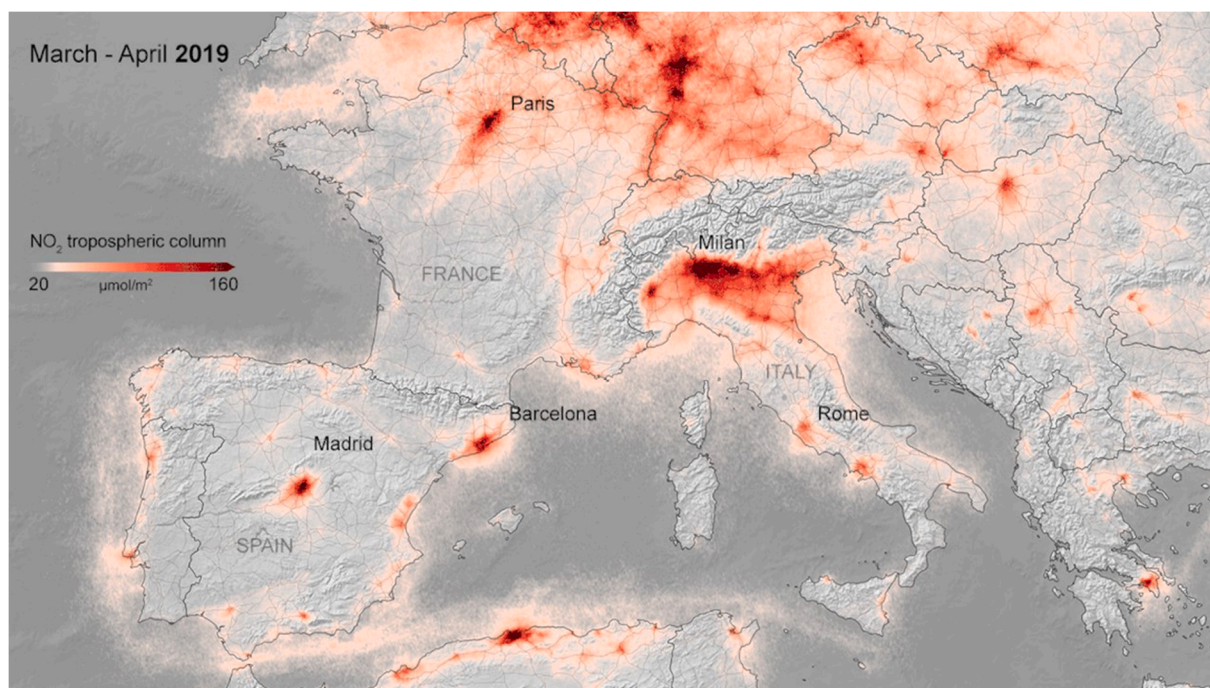 March - April 2019
Paris
NO₂ tropospheric column
20 µmol/m² 160
Milan
FRANCE
ITALY
Barcelona
Rome
Madrid
SPAIN